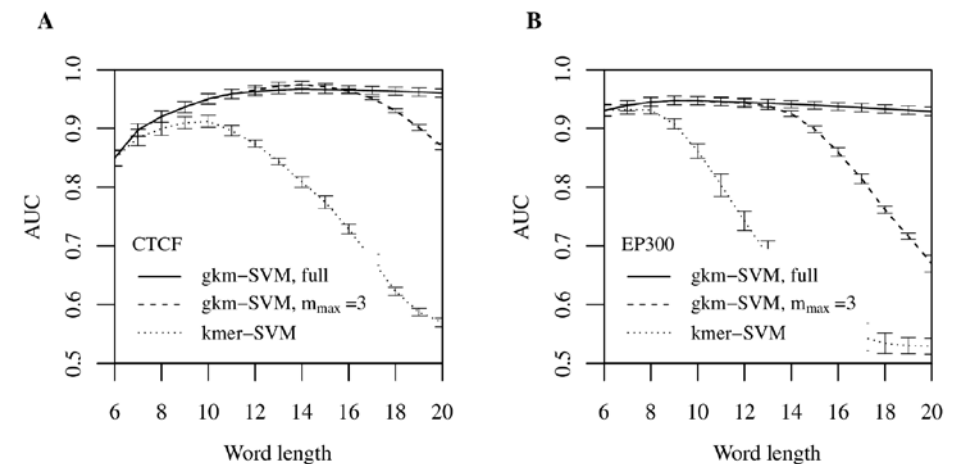 A
AUC
1.0
0.9
0.8
0.7
0.6
0.5
CTCF
gkm−SVM, full
gkm−SVM, mmax =3
kmer−SVM
6 8 10 12 14 16 18 20
Word length
B
AUC
1.0
0.9
0.8
0.7
0.6
0.5
EP300
gkm−SVM, full
gkm−SVM, mmax =3
kmer−SVM
6 8 10 12 14 16 18 20
Word length